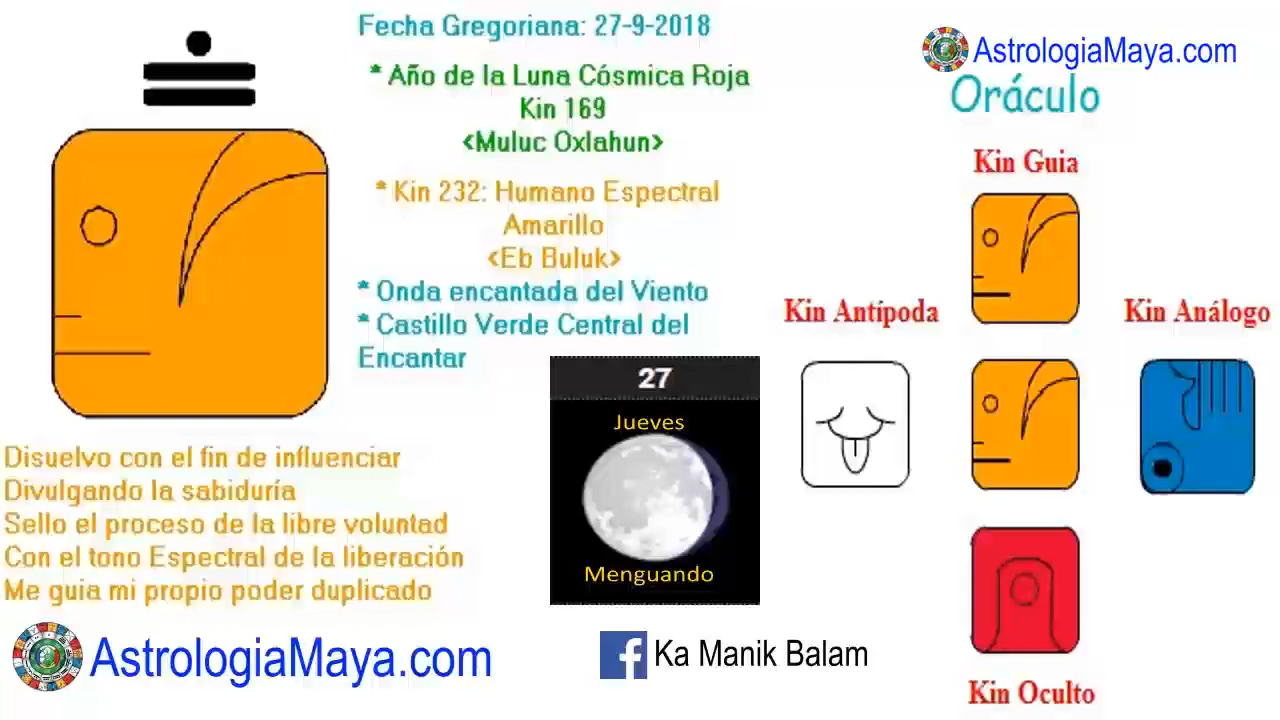 Fecha Gregoriana: 27-9-2018
* Año de la Luna Cósmica Roja
Kin 169
<Muluc Oxlahun>
* Kin 232: Humano Espectral
Amarillo
<Eb Buluk>
* Onda encantada del Viento
* Castillo Verde Central del
Encantar
27
Jueves
Menguando
Disuelvo con el fin de influenciar
Divulgando la sabiduría
Sello el proceso de la libre voluntad
Con el tono Espectral de la liberación
Me guia mi propio poder duplicado
AstrologiaMaya.com
Ka Manik Balam
AstrologiaMaya.com
Oráculo
Kin Guia
Kin Antípoda
Kin Análogo
Kin Oculto